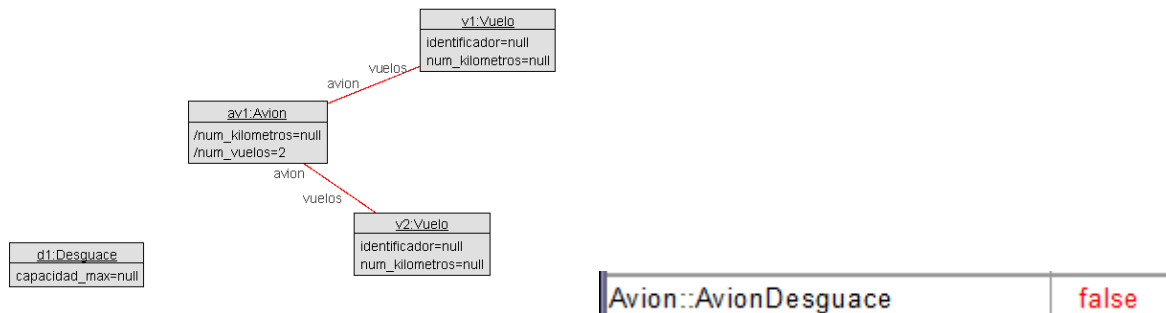 v1:Vuelo
identificador=null
num_kilometros=null
vuelos
avion
av1:Avion
/num_kilometros=null
/num_vuelos=2
avion
vuelos
v2:Vuelo
identificador=null
num_kilometros=null
d1:Desguace
capacidad_max=null
Avion::AvionDesguace false